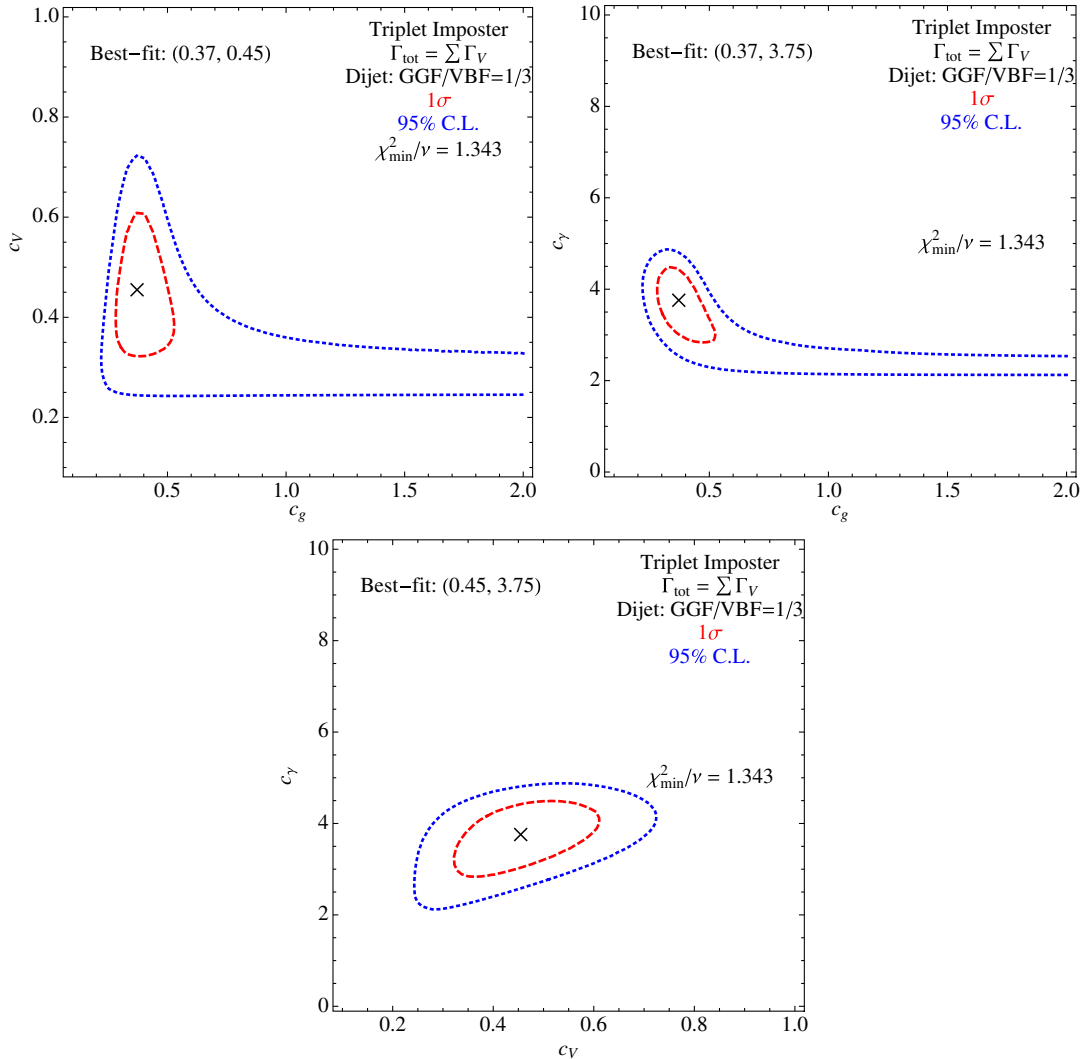 Triplet Imposter
Best−fit: (0.37, 0.45)
Γtot = ∑ ΓV
Dijet: GGF/VBF=1/3
1σ
95% C.L.
χ²min/ν = 1.343
1.0
0.8
0.6
0.4
0.2
cV
0.5
1.0
1.5
2.0
cg
Triplet Imposter
Best−fit: (0.37, 3.75)
Γtot = ∑ ΓV
Dijet: GGF/VBF=1/3
1σ
95% C.L.
χ²min/ν = 1.343
10
8
6
4
2
0
cγ
0.5
1.0
1.5
2.0
cg
Triplet Imposter
Best−fit: (0.45, 3.75)
Γtot = ∑ ΓV
Dijet: GGF/VBF=1/3
1σ
95% C.L.
χ²min/ν = 1.343
10
8
6
4
2
0
cγ
0.2
0.4
0.6
0.8
1.0
cV